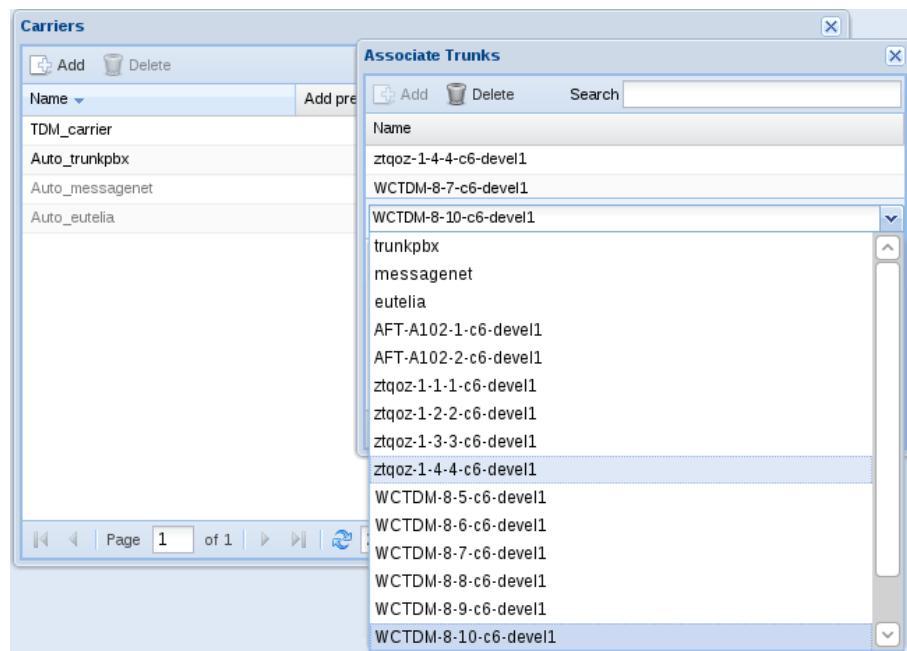 Carriers
Add Delete
Name Add pre
TDM_carrier
Auto_trunkpbx
Auto_messagenet
Auto_eutelia
Page 1 of 1
Associate Trunks
Add Delete Search
Name
ztqoz-1-4-4-c6-devel1
WCTDM-8-7-c6-devel1
WCTDM-8-10-c6-devel1
trunkpbx
messagenet
eutelia
AFT-A102-1-c6-devel1
AFT-A102-2-c6-devel1
ztqoz-1-1-1-c6-devel1
ztqoz-1-2-2-c6-devel1
ztqoz-1-3-3-c6-devel1
ztqoz-1-4-4-c6-devel1
WCTDM-8-5-c6-devel1
WCTDM-8-6-c6-devel1
WCTDM-8-7-c6-devel1
WCTDM-8-8-c6-devel1
WCTDM-8-9-c6-devel1
WCTDM-8-10-c6-devel1